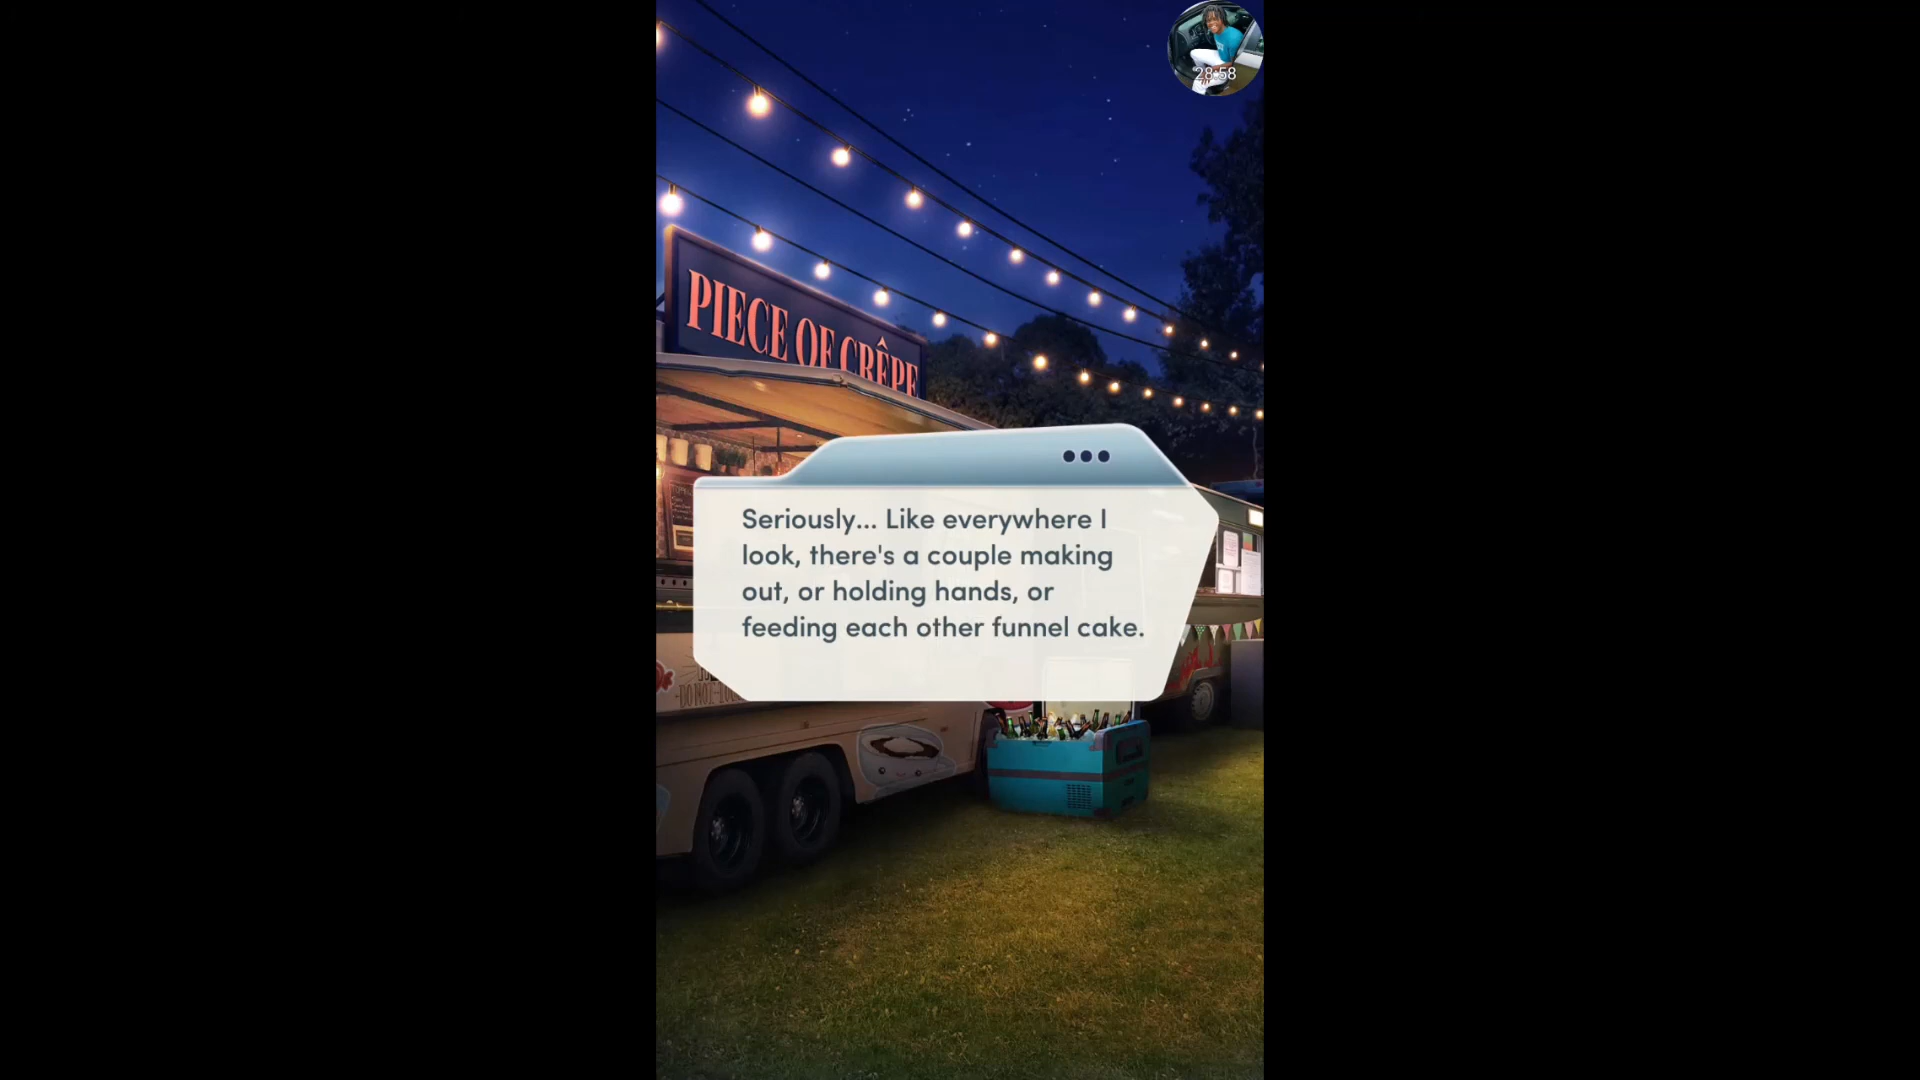 28:58
PIECE OF CRÊPE
Seriously... Like everywhere I
look, there's a couple making
out, or holding hands, or
feeding each other funnel cake.